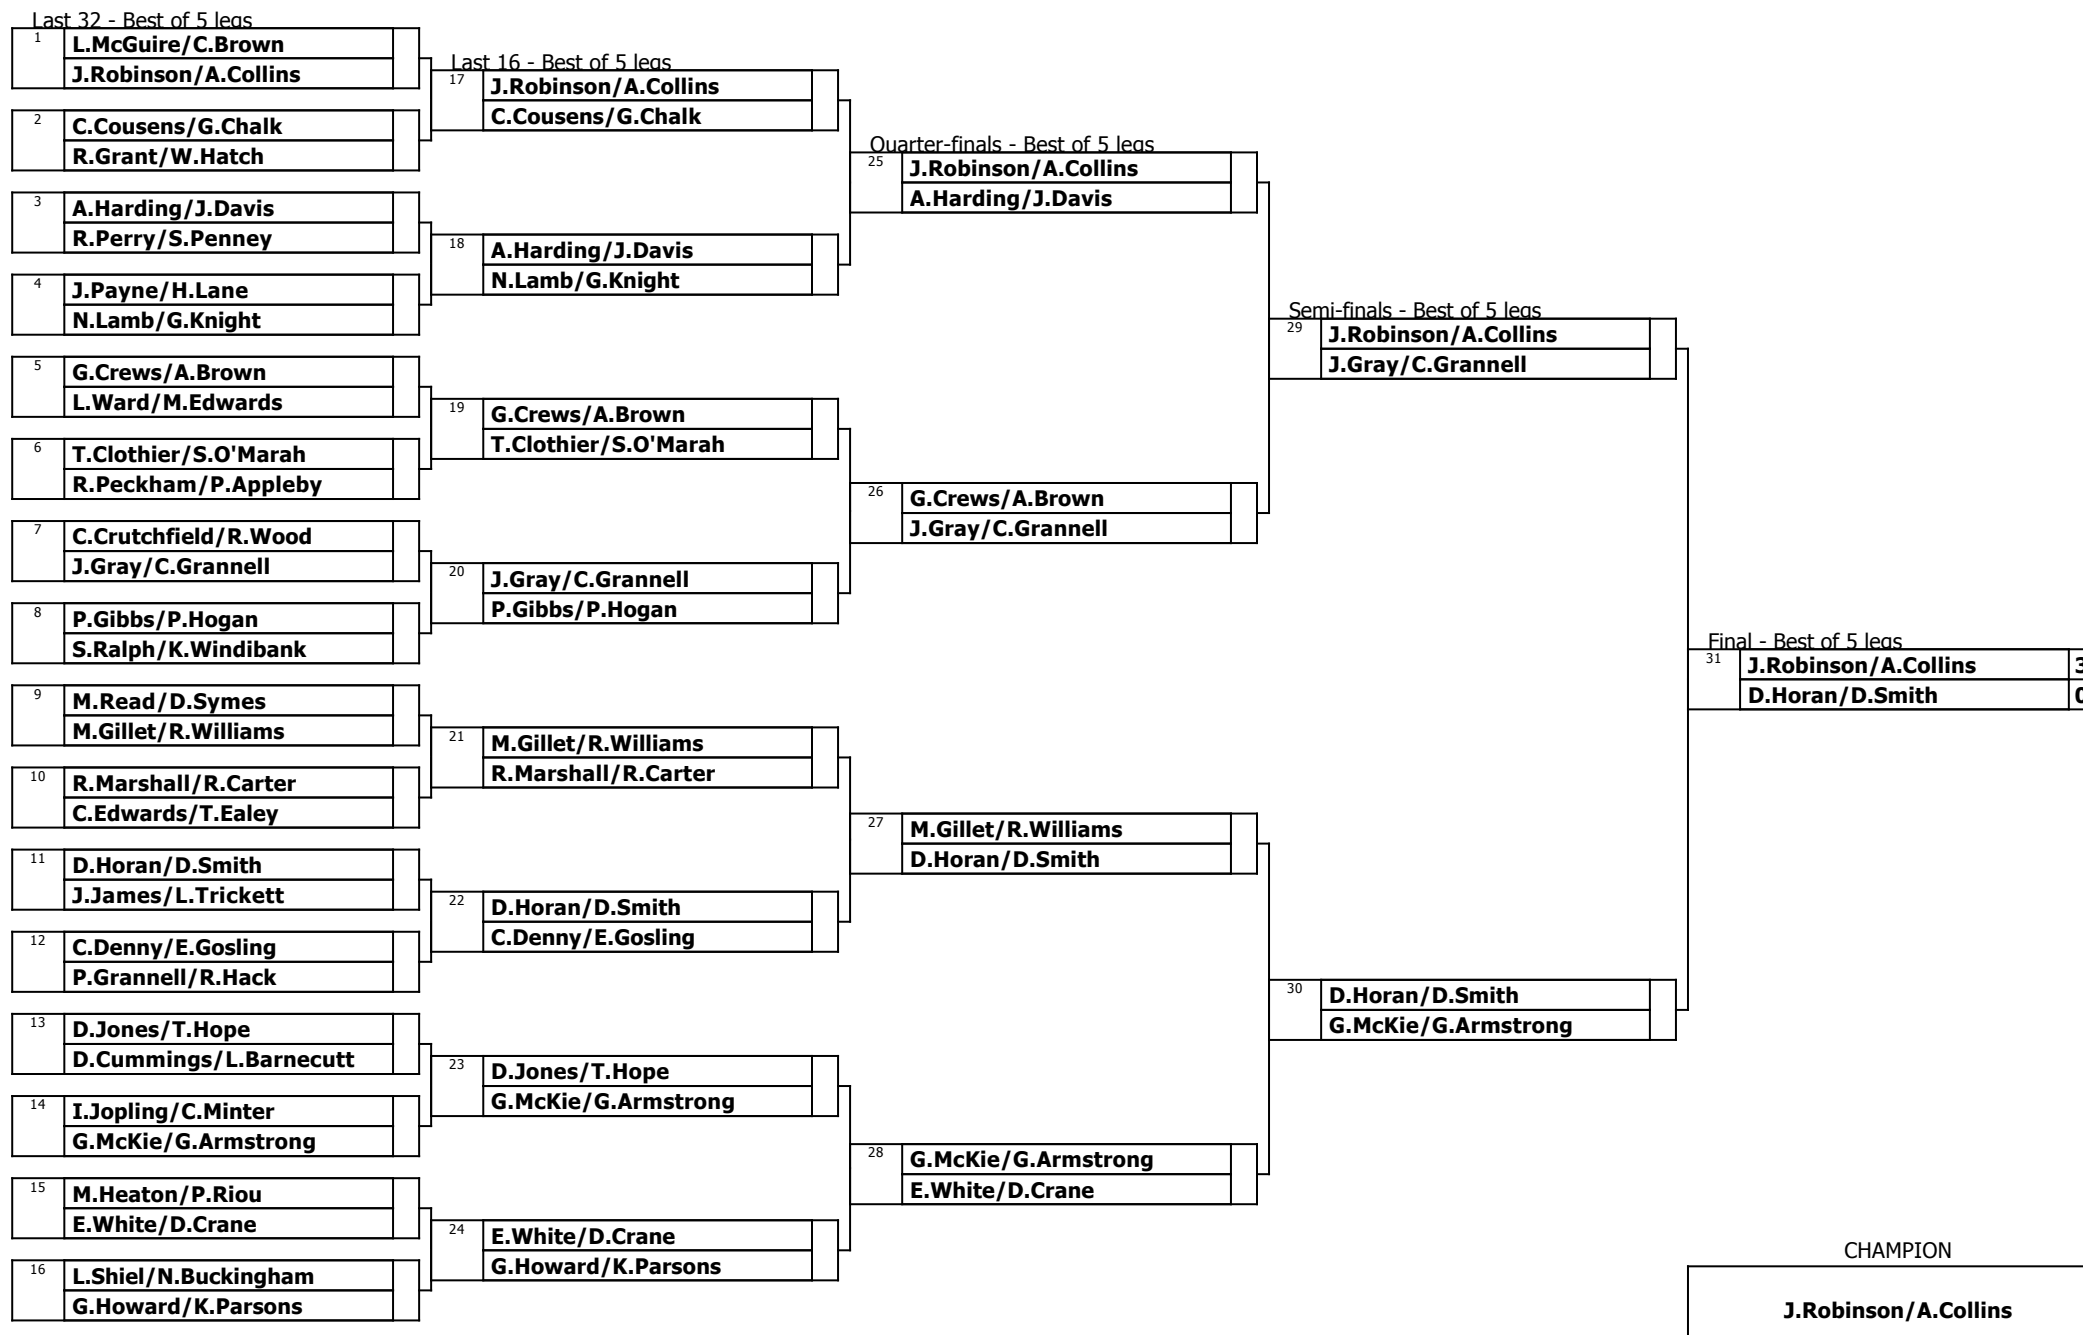 Last 32 - Best of 5 legs
1
L.McGuire/C.Brown
J.Robinson/A.Collins
2
C.Cousens/G.Chalk
R.Grant/W.Hatch
3
A.Harding/J.Davis
R.Perry/S.Penney
4
J.Payne/H.Lane
N.Lamb/G.Knight
5
G.Crews/A.Brown
L.Ward/M.Edwards
6
T.Clothier/S.O'Marah
R.Peckham/P.Appleby
7
C.Crutchfield/R.Wood
J.Gray/C.Grannell
8
P.Gibbs/P.Hogan
S.Ralph/K.Windibank
9
M.Read/D.Symes
M.Gillet/R.Williams
10
R.Marshall/R.Carter
C.Edwards/T.Ealey
11
D.Horan/D.Smith
J.James/L.Trickett
12
C.Denny/E.Gosling
P.Grannell/R.Hack
13
D.Jones/T.Hope
D.Cummings/L.Barnecutt
14
I.Jopling/C.Minter
G.McKie/G.Armstrong
15
M.Heaton/P.Riou
E.White/D.Crane
16
L.Shiel/N.Buckingham
G.Howard/K.Parsons
Last 16 - Best of 5 legs
17
J.Robinson/A.Collins
C.Cousens/G.Chalk
18
A.Harding/J.Davis
N.Lamb/G.Knight
19
G.Crews/A.Brown
T.Clothier/S.O'Marah
20
J.Gray/C.Grannell
P.Gibbs/P.Hogan
21
M.Gillet/R.Williams
R.Marshall/R.Carter
22
D.Horan/D.Smith
C.Denny/E.Gosling
23
D.Jones/T.Hope
G.McKie/G.Armstrong
24
E.White/D.Crane
G.Howard/K.Parsons
Quarter-finals - Best of 5 legs
25
J.Robinson/A.Collins
A.Harding/J.Davis
26
G.Crews/A.Brown
J.Gray/C.Grannell
27
M.Gillet/R.Williams
D.Horan/D.Smith
28
G.McKie/G.Armstrong
E.White/D.Crane
Semi-finals - Best of 5 legs
29
J.Robinson/A.Collins
J.Gray/C.Grannell
30
D.Horan/D.Smith
G.McKie/G.Armstrong
Final - Best of 5 legs
31
J.Robinson/A.Collins 3
D.Horan/D.Smith 0
CHAMPION
J.Robinson/A.Collins